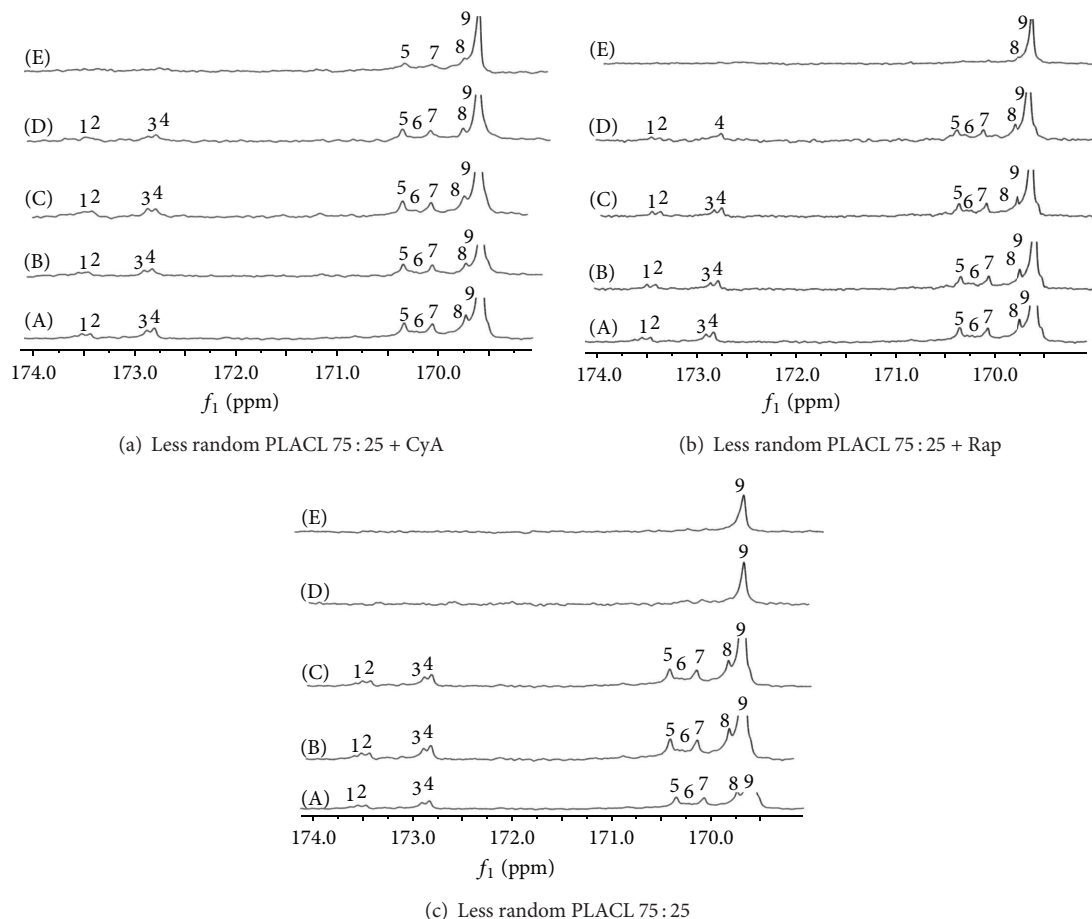 9
(E) 5 7 8
9
(D) 1 2 3 4 5 6 7 8
9
(C) 1 2 3 4 5 6 7 8
9
(B) 1 2 3 4 5 6 7 8
9
(A) 1 2 3 4 5 6 7 8
174.0 173.0 172.0 171.0 170.0
f₁ (ppm)
(a) Less random PLACL 75 : 25 + CyA
9
(E) 8
9
(D) 1 2 4 5 6 7 8
9
(C) 1 2 3 4 5 6 7 8
9
(B) 1 2 3 4 5 6 7 8
9
(A) 1 2 3 4 5 6 7 8
174.0 173.0 172.0 171.0 170.0
f₁ (ppm)
(b) Less random PLACL 75 : 25 + Rap
9
(E)
9
(D)
9
(C) 1 2 3 4 5 6 7 8
9
(B) 1 2 3 4 5 6 7 8
(A) 1 2 3 4 5 6 7 8 9
174.0 173.0 172.0 171.0 170.0
f₁ (ppm)
(c) Less random PLACL 75 : 25